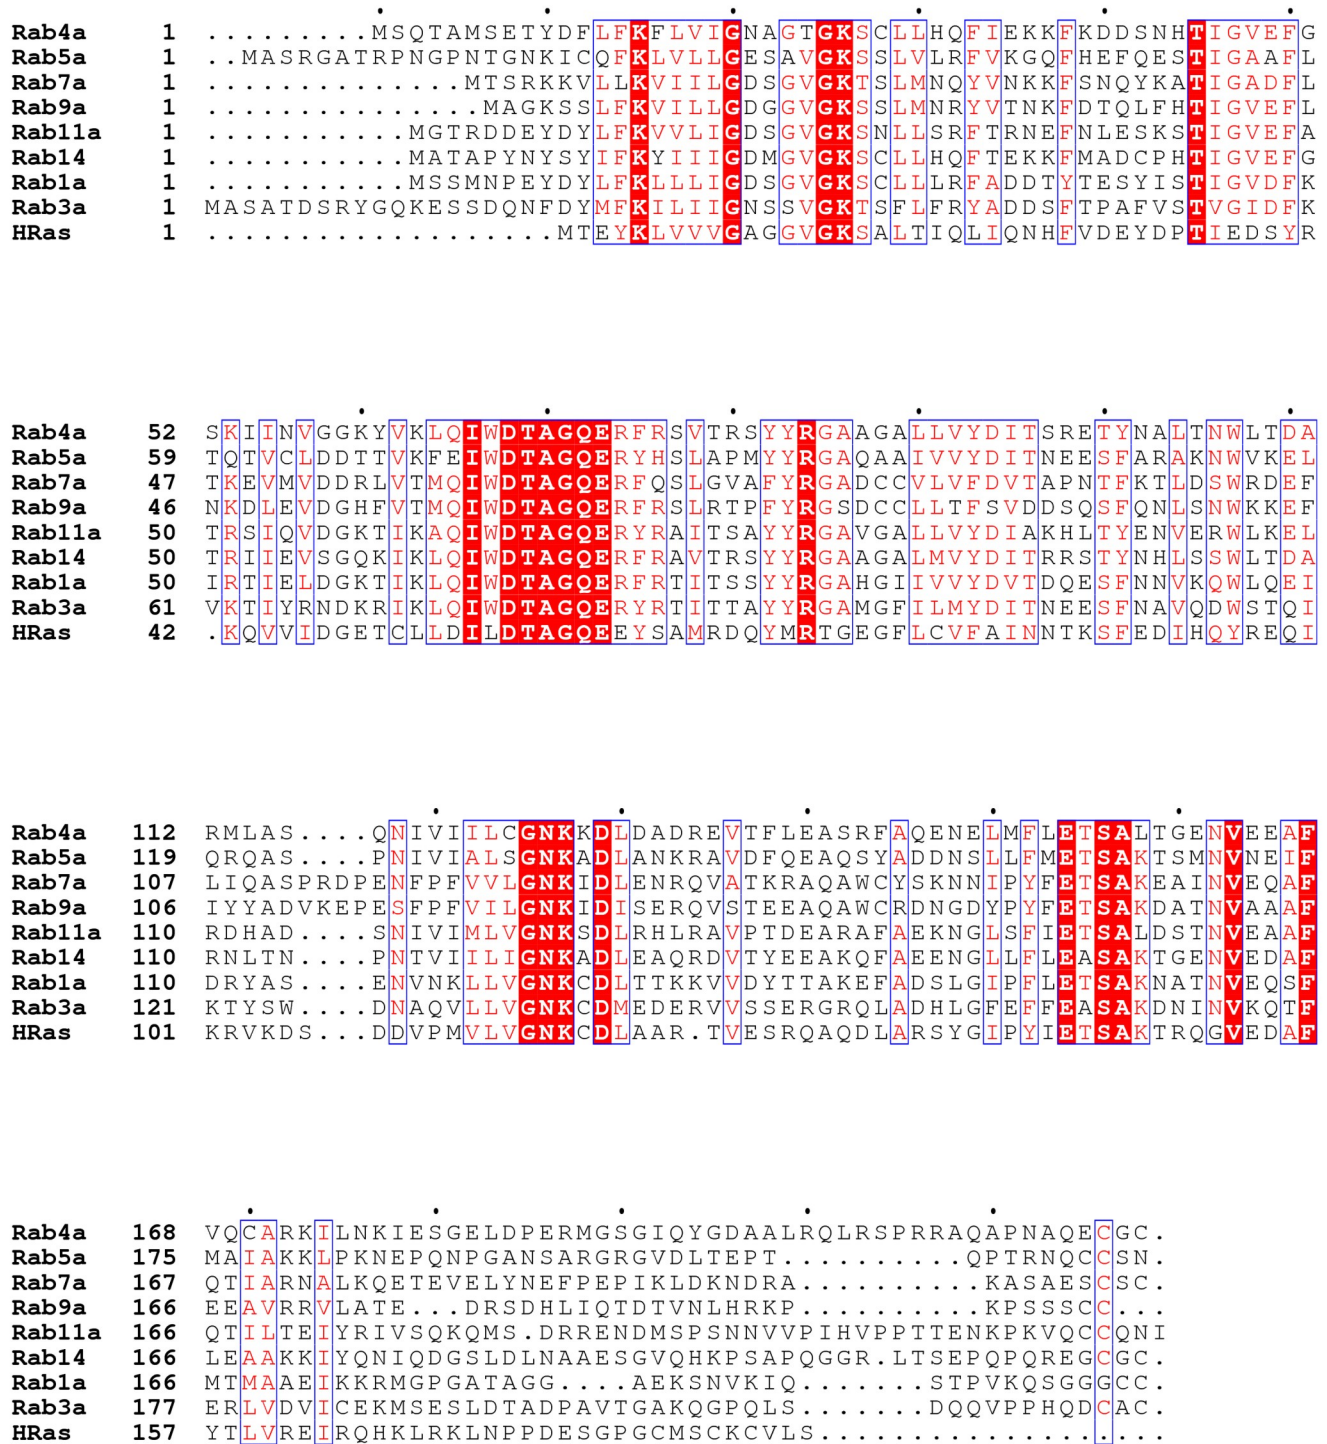 Rab4a 1 .........MSQTAMSETYDFLFKFLVIGNAGTGKSCLLHQFIEKKFKDDSNHTIGVEFG
Rab5a 1 ..MASRGATRPNGPNTGNKICQFKLVLLGESAVGKSSLVLRFVKGQFHEFQESTIGAAFL
Rab7a 1 ..............MTSRKKVLLKVIILGDSGVGKTSLMNQYVNKKFSNQYKATIGADFL
Rab9a 1 ...............MAGKSSLFKVILLGDGGVGKSSLMNRYVTNKFDTQLFHTIGVEFL
Rab11a 1 ...........MGTRDDEYDYLFKVVLIGDSGVGKSNLLSRFTRNEFNLESKSTIGVEFA
Rab14 1 ...........MATAPYNYSYIFKYIIIGDMGVGKSCLLHQFTEKKFMADCPHTIGVEFG
Rab1a 1 ...........MSSMNPEYDYLFKLLLIGDSGVGKSCLLLRFADDTYTESYISTIGVDFK
Rab3a 1 MASATDSRYGQKESSDQNFDYMFKILIIGNSSVGKTSFLFRYADDSFTPAFVSTVGIDFK
HRas 1 ...................MTEYKLVVVGAGGVGKSALTIQLIQNHFVDEYDPTIEDSYR
Rab4a 52 SKIINVGGKYVKLQIWDTAGQERFRSVTRSYYRGAAGALLVYDITSRETYNALTNWLTDA
Rab5a 59 TQTVCLDDTTVKFEIWDTAGQERYHSLAPMYYRGAQAAIVVYDITNEESFARAKNWVKEL
Rab7a 47 TKEVMVDDRLVTMQIWDTAGQERFQSLGVAFYRGADCCVLVFDVTAPNTFKTLDSWRDEF
Rab9a 46 NKDLEVDGHFVTMQIWDTAGQERFRSLRTPFYRGSDCCLLTFSVDDSQSFQNLSNWKKEF
Rab11a 50 TRSIQVDGKTIKAQIWDTAGQERYRAITSAYYRGAVGALLVYDIAKHLTYENVERWLKEL
Rab14 50 TRIIEVSGQKIKLQIWDTAGQERFRAVTRSYYRGAAGALMVYDITRRSTYNHLSSWLTDA
Rab1a 50 IRTIELDGKTIKLQIWDTAGQERFRTITSSYYRGAHGIIVVYDVTDQESFNNVKQWLQEI
Rab3a 61 VKTIYRNDKRIKLQIWDTAGQERYRTITTAYYRGAMGFILMYDITNEESFNAVQDWSTQI
HRas 42 .KQVVIDGETCLLDILDTAGQEEYSAMRDQYMRTGEGFLCVFAINNTKSFEDIHQYREQI
Rab4a 112 RMLAS....QNIVIILCGNKKDLDADREVTFLEASRFAQENELMFLETSALTGENVEEAF
Rab5a 119 QRQAS....PNIVIALSGNKADLANKRAVDFQEAQSYADDNSLLFMETSAKTSMNVNEIF
Rab7a 107 LIQASPRDPENFPFVVLGNKIDLENRQVATKRAQAWCYSKNNIPYFETSAKEAINVEQAF
Rab9a 106 IYYADVKEPESFPFVILGNKIDISERQVSTEEAQAWCRDNGDYPYFETSAKDATNVAAAF
Rab11a 110 RDHAD....SNIVIMLVGNKSDLRHLRAVPTDEARAFAEKNGLSFIETSALDSTNVEAAF
Rab14 110 RNLTN....PNTVIILIGNKADLEAQRDVTYEEAKQFAEENGLLFLEASAKTGENVEDAF
Rab1a 110 DRYAS....ENVNKLLVGNKCDLTTKKVVDYTTAKEFADSLGIPFLETSAKNATNVEQSF
Rab3a 121 KTYSW....DNAQVLLVGNKCDMEDERVVSSERGRQLADHLGFEFFEASAKDNINVKQTF
HRas 101 KRVKDS...DDVPMVLVGNKCDLAAR.TVESRQAQDLARSYGIPYIETSAKTRQGVEDAF
Rab4a 168 VQCARKILNKIESGELDPERMGSGIQYGDAALRQLRSPRRAQAPNAQECGC.
Rab5a 175 MAIAKKLPKNEPQNPGANSARGRGVDLTEPT..........QPTRNQCCSN.
Rab7a 167 QTIARNALKQETEVELYNEFPEPIKLDKNDRA..........KASAESCSC.
Rab9a 166 EEAVRRVLATE...DRSDHLIQTDTVNLHRKP..........KPSSSCC...
Rab11a 166 QTILTEIYRIVSQKQMS.DRRENDMSPSNNVVPIHVPPTTENKPKVQCCQNI
Rab14 166 LEAAKKIYQNIQDGSLDLNAAESGVQHKPSAPQGGR.LTSEPQPQREGCGC.
Rab1a 166 MTMAAEIKKRMGPGATAGG....AEKSNVKIQ.......STPVKQSGGGCC.
Rab3a 177 ERLVDVICEKMSESLDTADPAVTGAKQGPQLS.......DQQVPPHQDCAC.
HRas 157 YTLVREIRQHKLRKLNPPDESGPGCMSCKCVLS...................